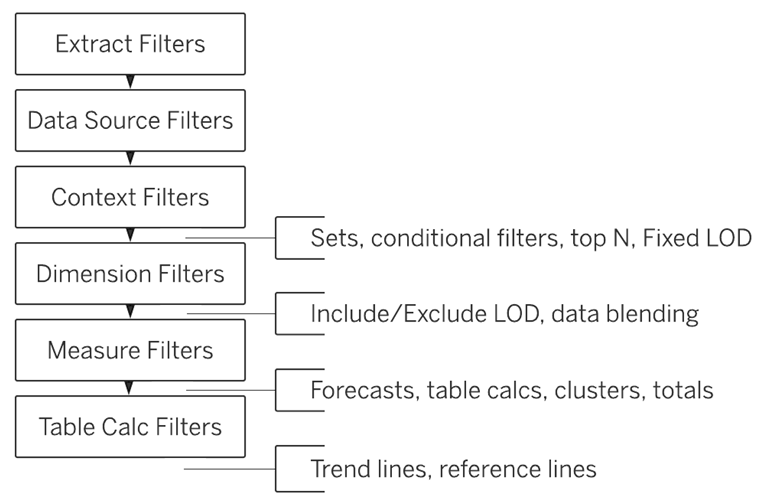 Extract Filters
Data Source Filters
Context Filters
Sets, conditional filters, top N, Fixed LOD
Dimension Filters
Include/Exclude LOD, data blending
Measure Filters
Forecasts, table calcs, clusters, totals
Table Calc Filters
Trend lines, reference lines